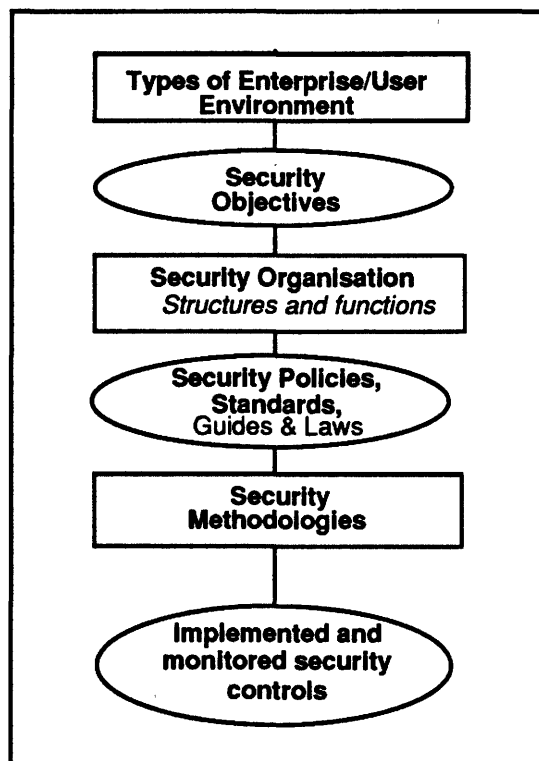 Types of Enterprise/User
Environment
Security
Objectives
Security Organisation
Structures and functions
Security Policies,
Standards,
Guides & Laws
Security
Methodologies
Implemented and
monitored security
controls